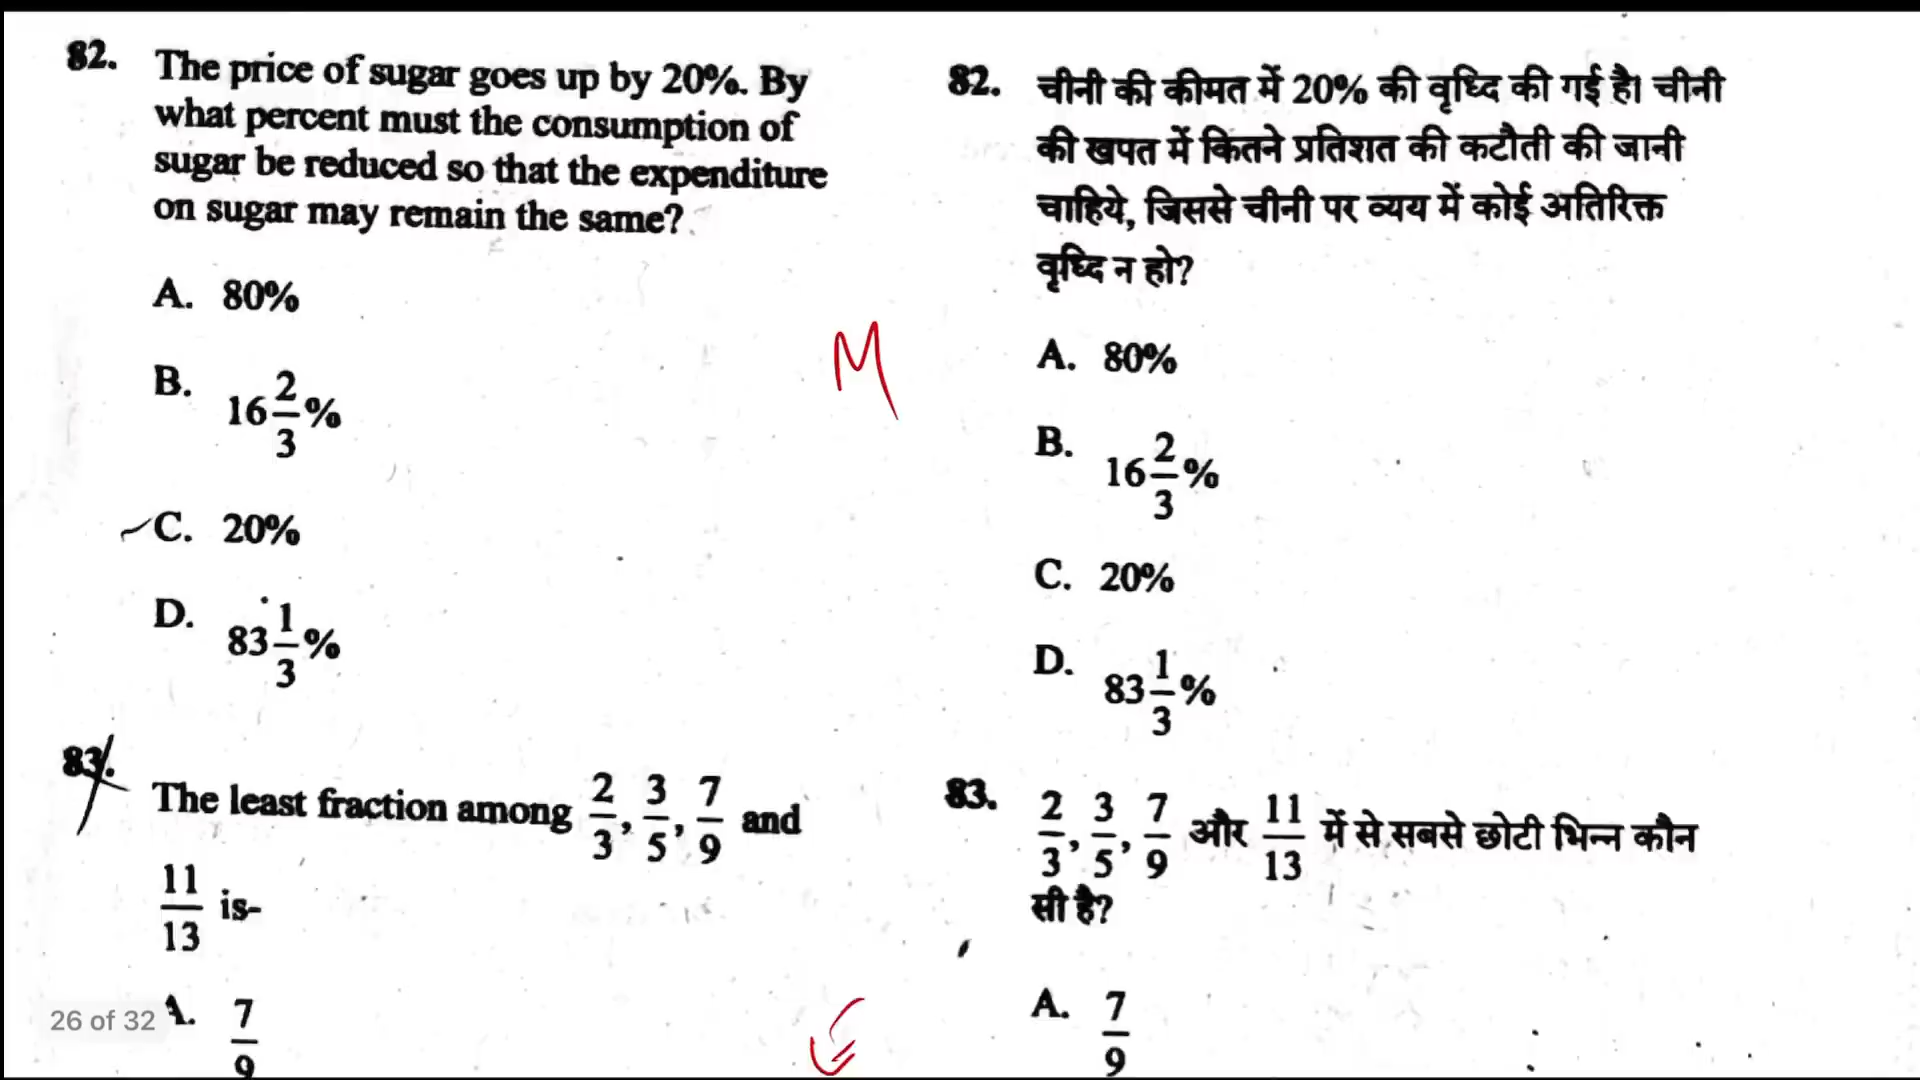 82. The price of sugar goes up by 20%. By
what percent must the consumption of
sugar be reduced so that the expenditure
on sugar may remain the same?
A. 80%
B. 16 2/3 %
C. 20%
D. 83 1/3 %
83. The least fraction among 2/3, 3/5, 7/9 and
11/13 is-
A. 7/9
M
82. चीनी की कीमत में 20% की वृध्दि की गई है। चीनी
की खपत में कितने प्रतिशत की कटौती की जानी
चाहिये, जिससे चीनी पर व्यय में कोई अतिरिक्त
वृध्दि न हो?
A. 80%
B. 16 2/3 %
C. 20%
D. 83 1/3 %
83. 2/3, 3/5, 7/9 और 11/13 में से सबसे छोटी भिन्न कौन
सी है?
A. 7/9
26 of 32